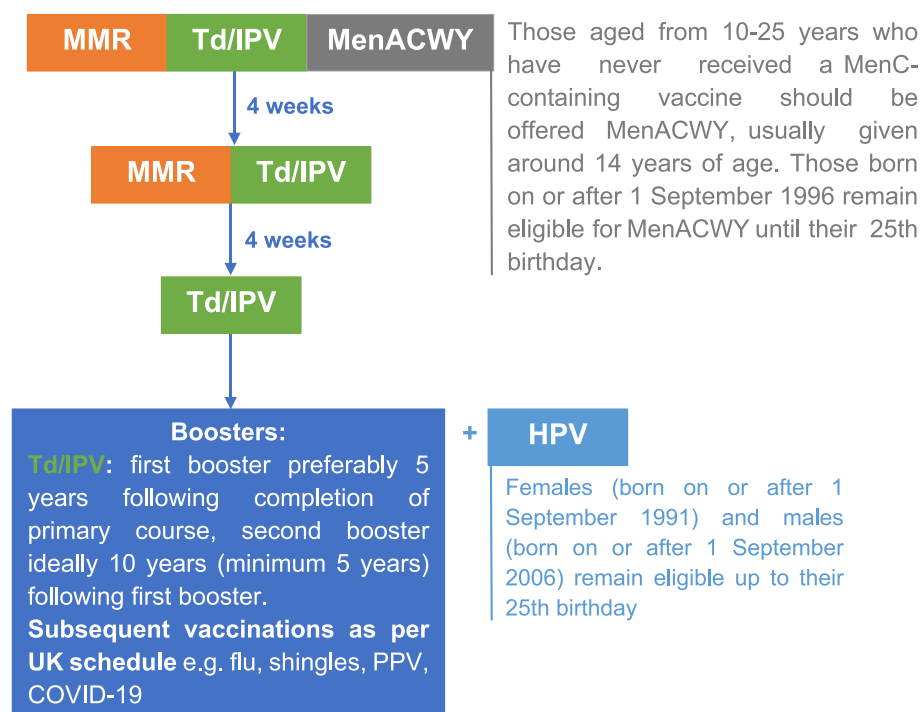 MMR Td/IPV MenACWY
Those aged from 10-25 years who
have never received a MenC-
containing vaccine should be
offered MenACWY, usually given
around 14 years of age. Those born
on or after 1 September 1996 remain
eligible for MenACWY until their 25th
birthday.
4 weeks
MMR Td/IPV
4 weeks
Td/IPV
Boosters:
Td/IPV: first booster preferably 5
years following completion of
primary course, second booster
ideally 10 years (minimum 5 years)
following first booster.
Subsequent vaccinations as per
UK schedule e.g. flu, shingles, PPV,
COVID-19
+
HPV
Females (born on or after 1
September 1991) and males
(born on or after 1 September
2006) remain eligible up to their
25th birthday